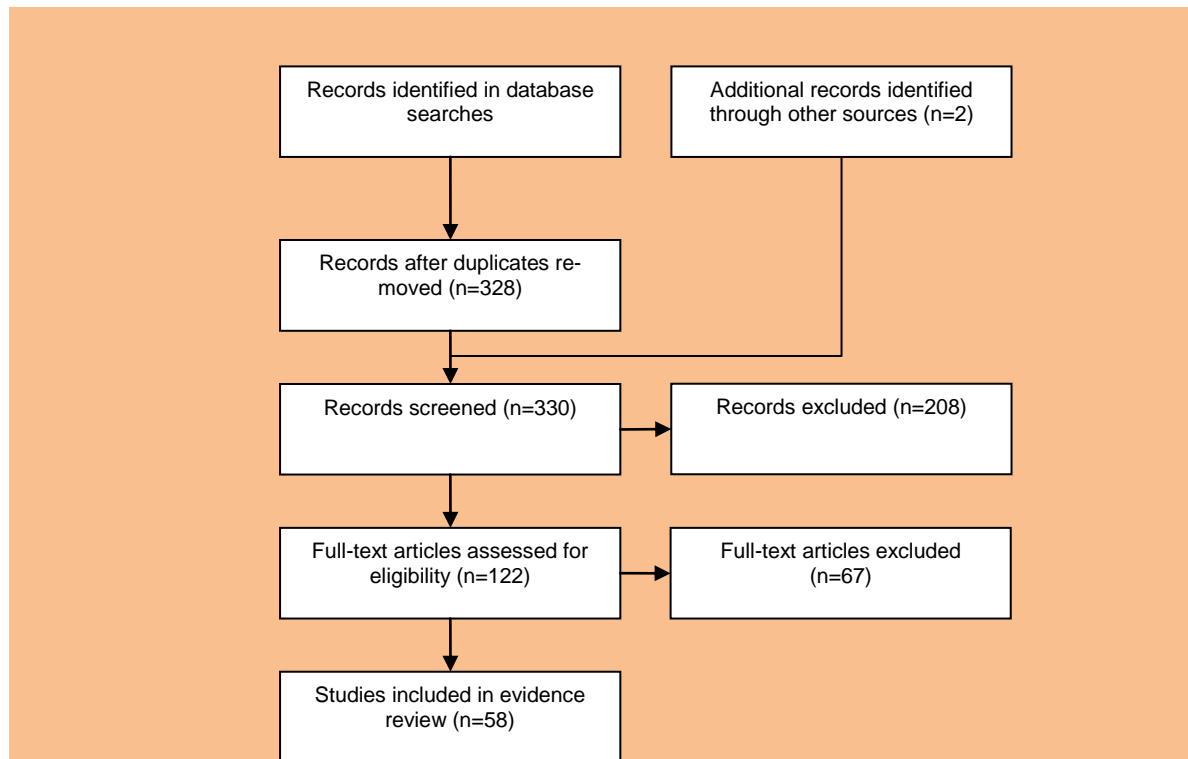 Records identified in database
searches
Additional records identified
through other sources (n=2)
Records after duplicates re-
moved (n=328)
Records screened (n=330)
Records excluded (n=208)
Full-text articles assessed for
eligibility (n=122)
Full-text articles excluded
(n=67)
Studies included in evidence
review (n=58)